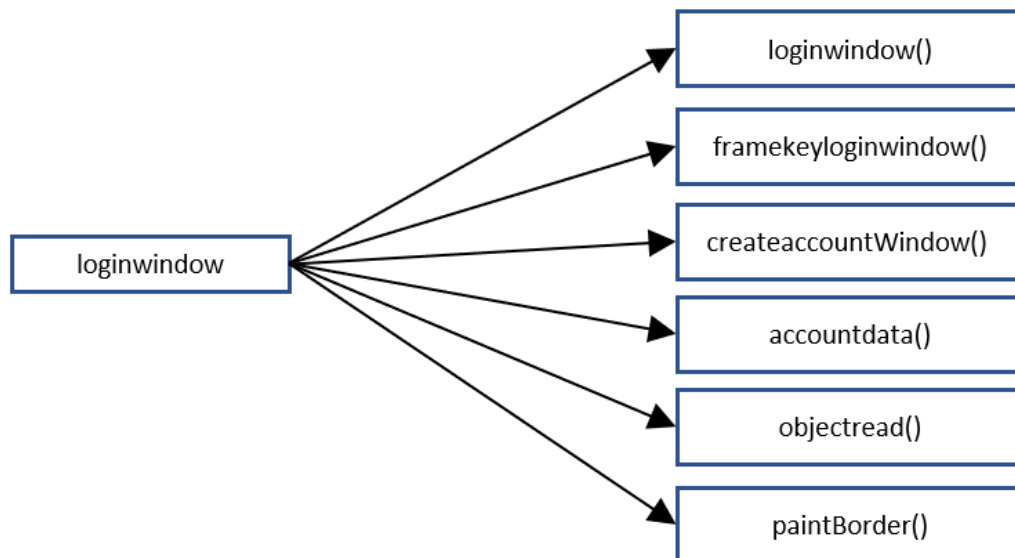 loginwindow()
framekeyloginwindow()
createaccountWindow()
loginwindow
accountdata()
objectread()
paintBorder()